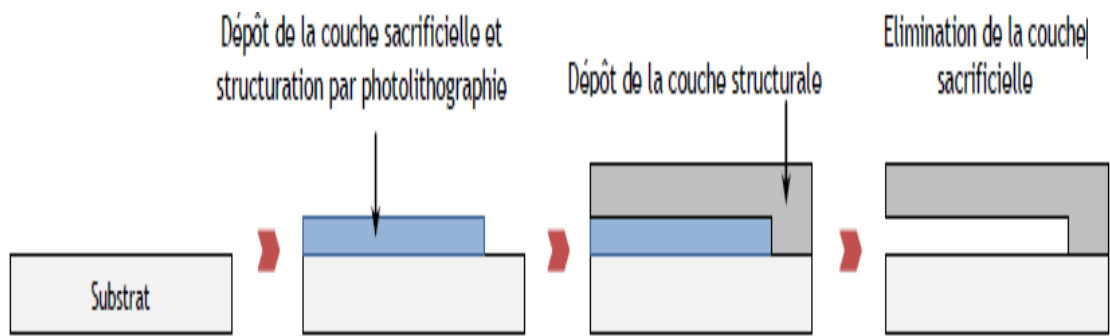 Dépôt de la couche sacrificielle et
structuration par photolithographie
Dépôt de la couche structurale
Elimination de la couche
sacrificielle
Substrat